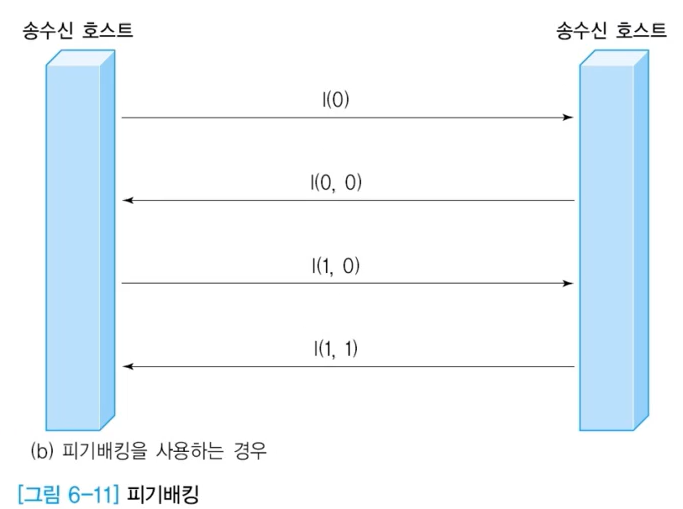 송수신 호스트
송수신 호스트
I(0)
I(0, 0)
I(1, 0)
I(1, 1)
(b) 피기배킹을 사용하는 경우
[그림 6-11] 피기배킹